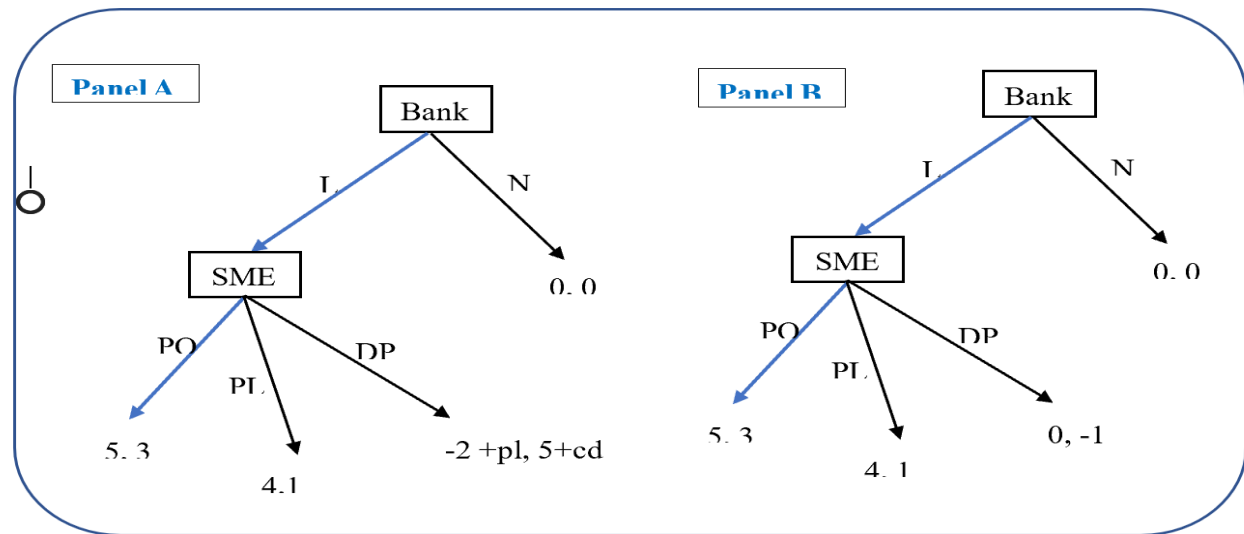 Panel A
Bank
L
N
SME
0, 0
PO
PL
DP
5, 3
4,1
-2 +pl, 5+cd
Panel B
Bank
L
N
SME
0, 0
PO
PL
DP
5, 3
4, 1
0, -1